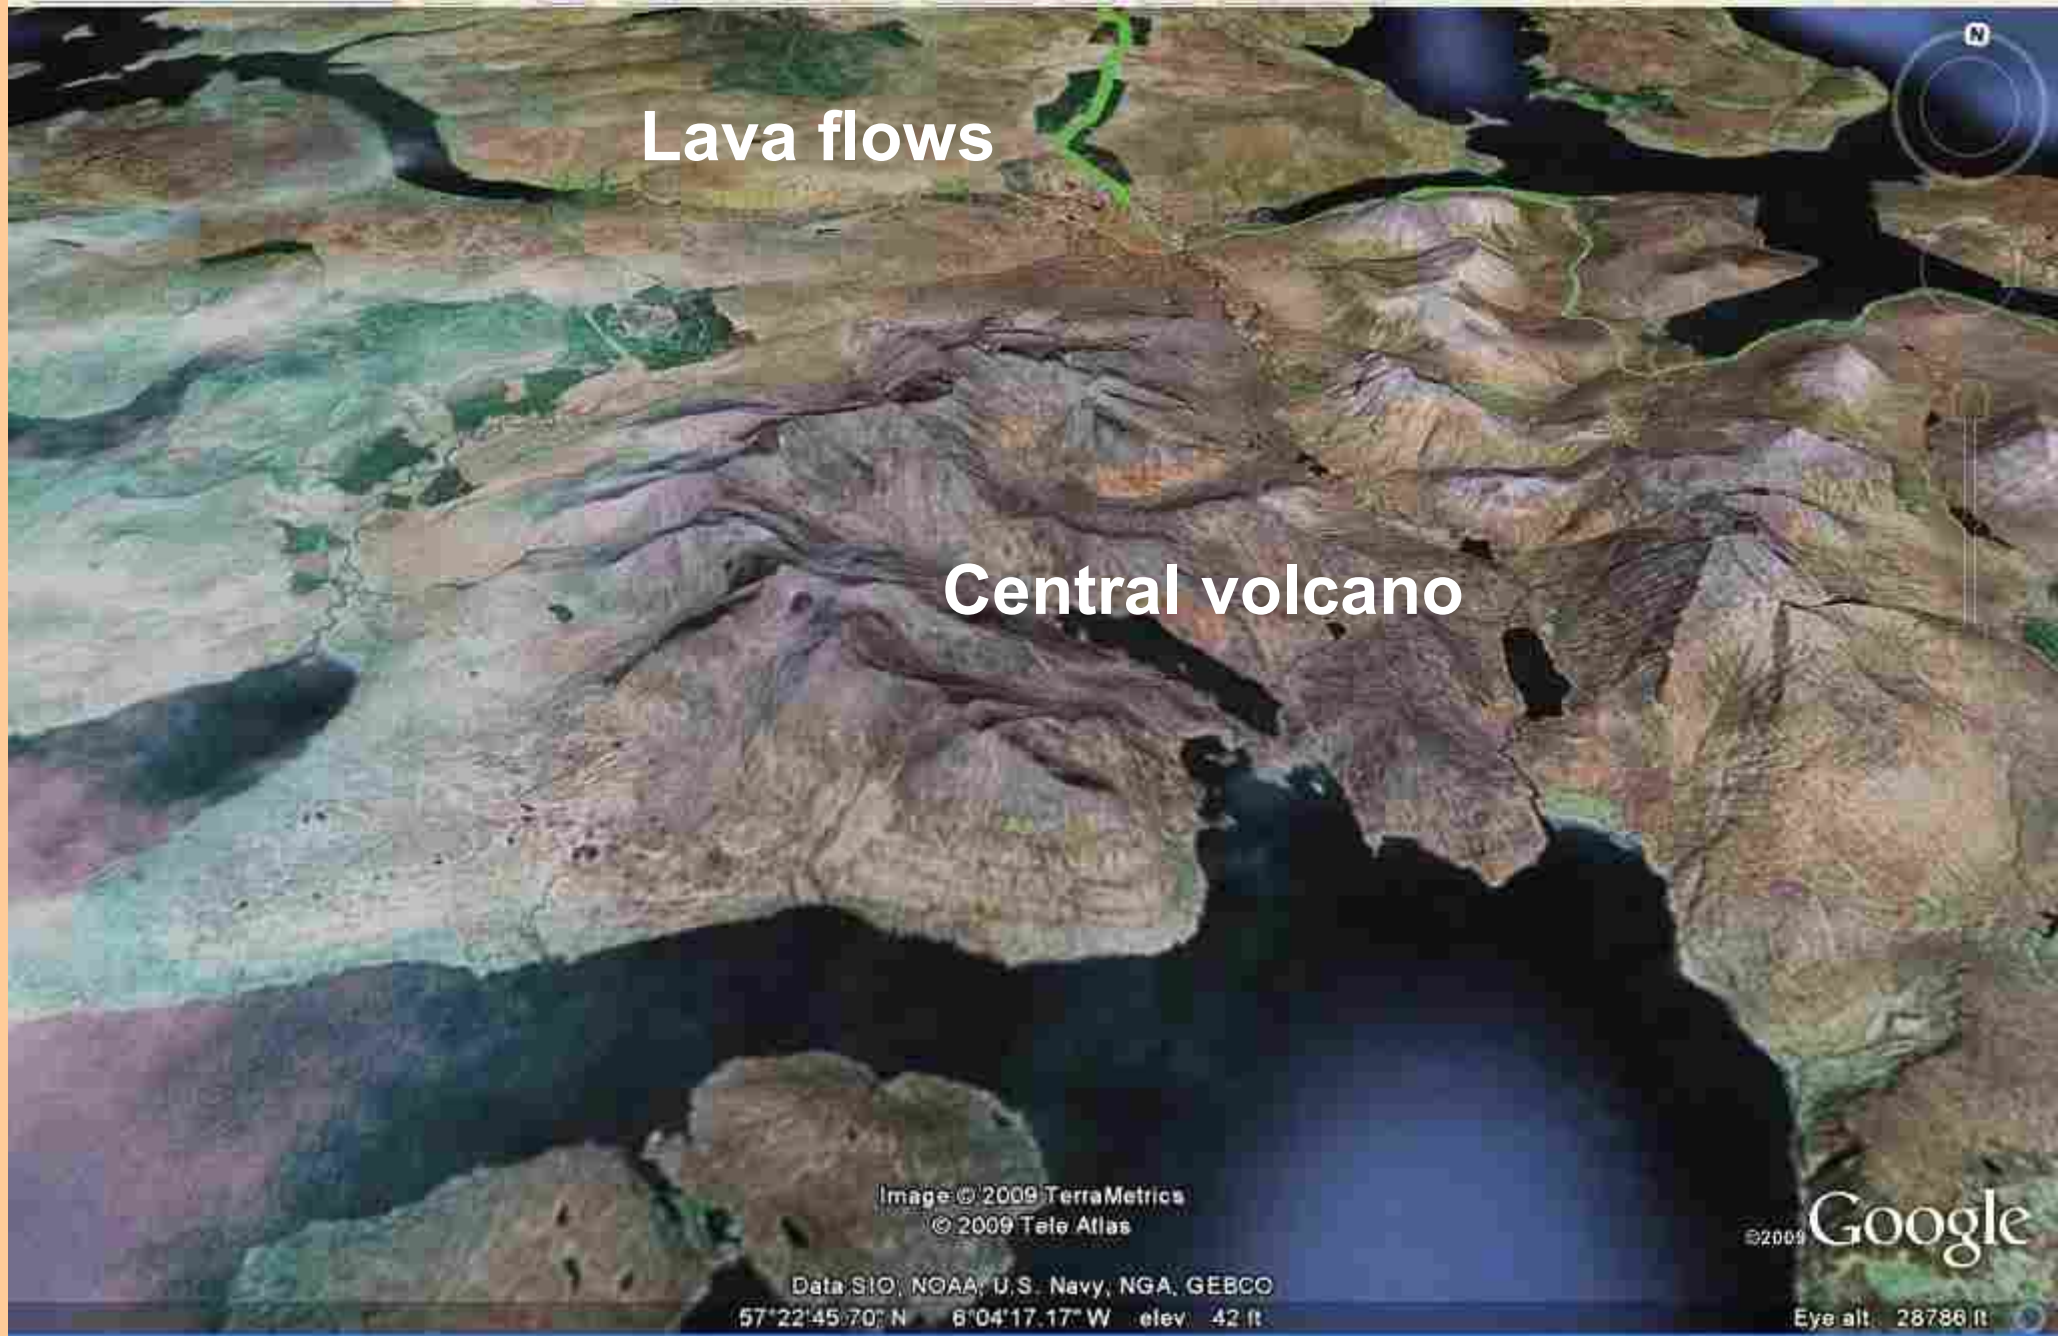 N
Lava flows
Central volcano
Image © 2009 TerraMetrics
© 2009 Tele Atlas
©2009 Google
Data SIO, NOAA, U.S. Navy, NGA, GEBCO
57°22'45.70" N 6°04'17.17" W elev 42 ft
Eye alt 28786 ft